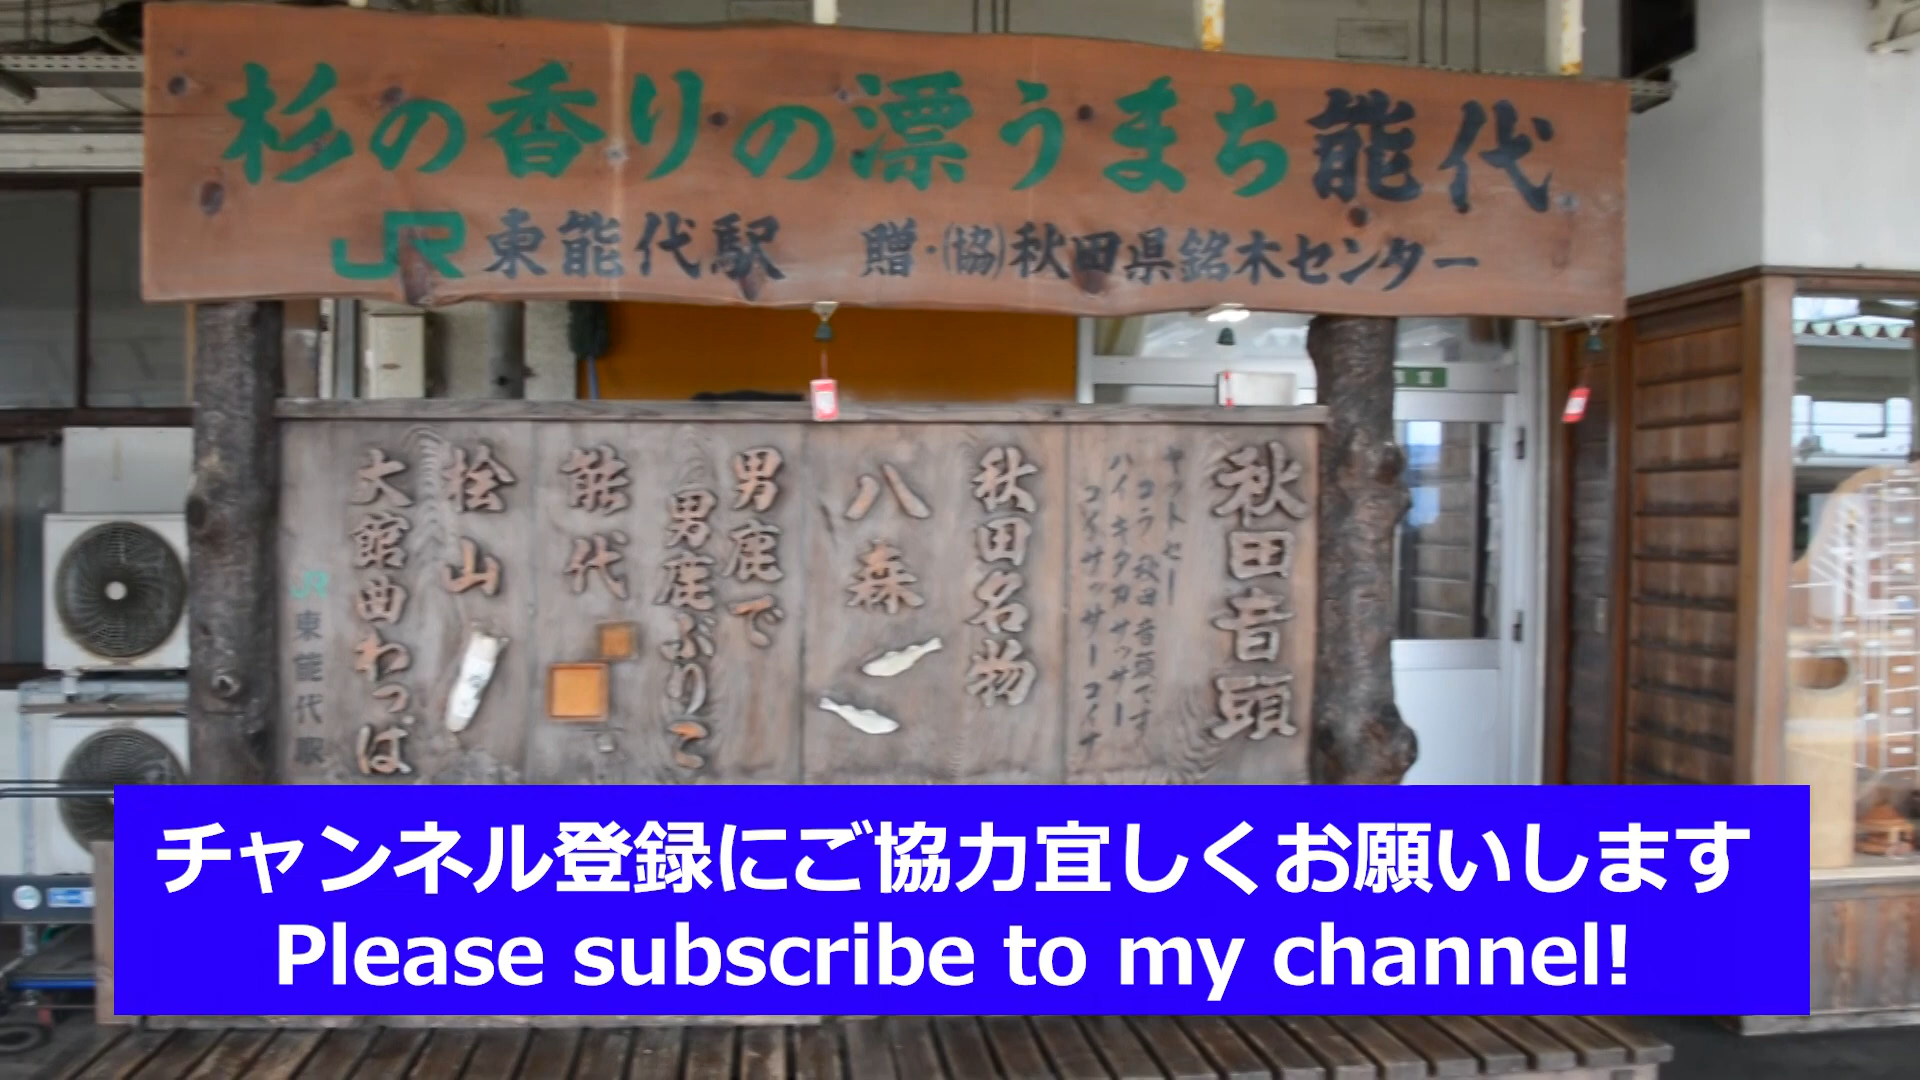 杉の香りの漂うまち能代
JR東能代駅　贈・㈿秋田県銘木センター
秋田音頭
ヤートセー
コラ 秋田音頭です
ハイ キタカサッサー
コイサッサー コイナ
秋田名物
八森
男鹿で
男鹿ぶりこ
能代
桧山
大館曲わっぱ
JR東能代駅
チャンネル登録にご協力宜しくお願いします
Please subscribe to my channel!